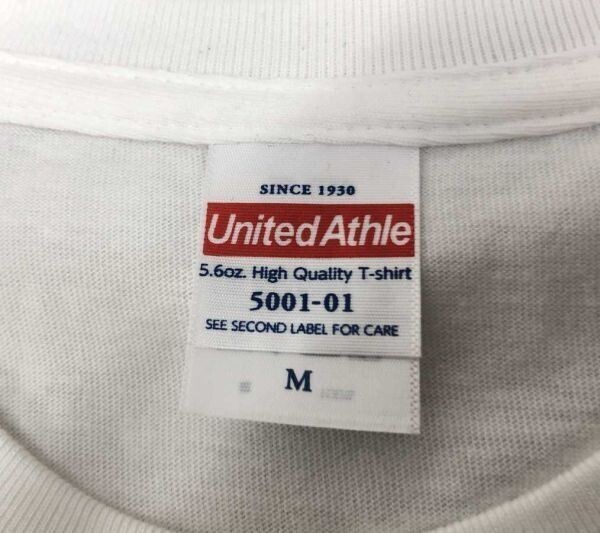 SINCE 1930
United Athle
5.6oz. High Quality T-shirt
5001-01
SEE SECOND LABEL FOR CARE
M